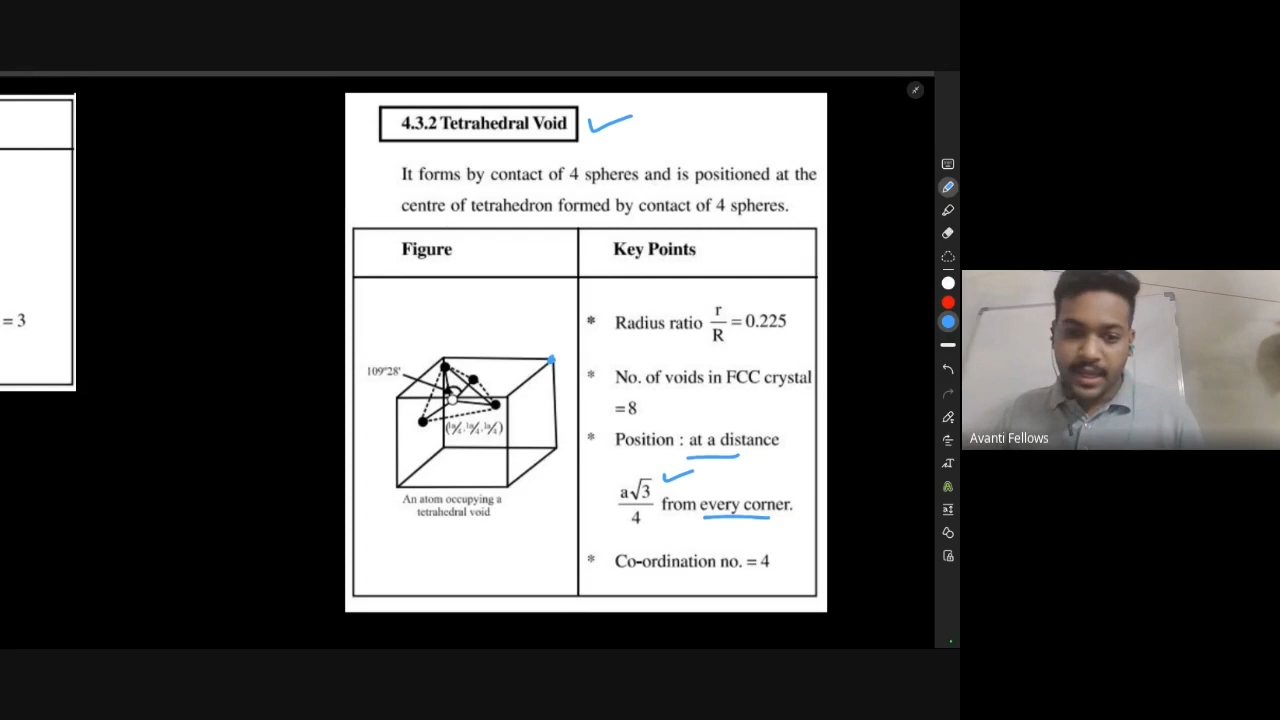 4.3.2 Tetrahedral Void
It forms by contact of 4 spheres and is positioned at the
centre of tetrahedron formed by contact of 4 spheres.
Figure
Key Points
= 3
* Radius ratio r/R = 0.225
109°28'
* No. of voids in FCC crystal
= 8
* Position : at a distance
a√3/4 from every corner.
An atom occupying a
tetrahedral void
* Co-ordination no. = 4
Avanti Fellows